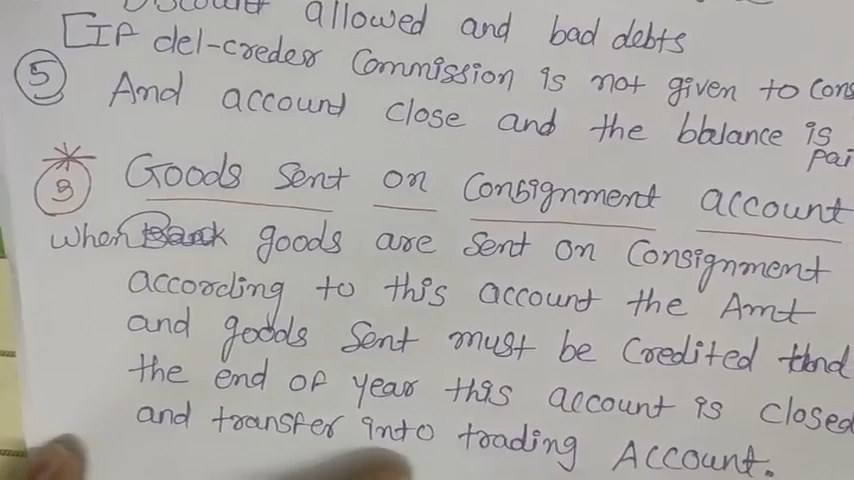 Discount allowed and bad debts
[IF del-creder Commission is not given to Cons
5 And account close and the bbalance is
pai
* 3 Goods Sent on Consignment account
when goods are sent on Consignment
according to this account the Amt
and goods sent must be Credited
the end of year this account is closed
and transfer into trading Account.